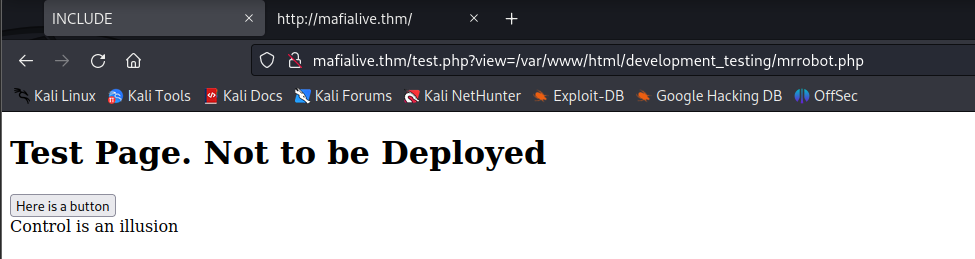 INCLUDE × http://mafialive.thm/ × +
mafialive.thm/test.php?view=/var/www/html/development_testing/mrrobot.php
Kali Linux Kali Tools Kali Docs Kali Forums Kali NetHunter Exploit-DB Google Hacking DB OffSec
Test Page. Not to be Deployed
Here is a button
Control is an illusion